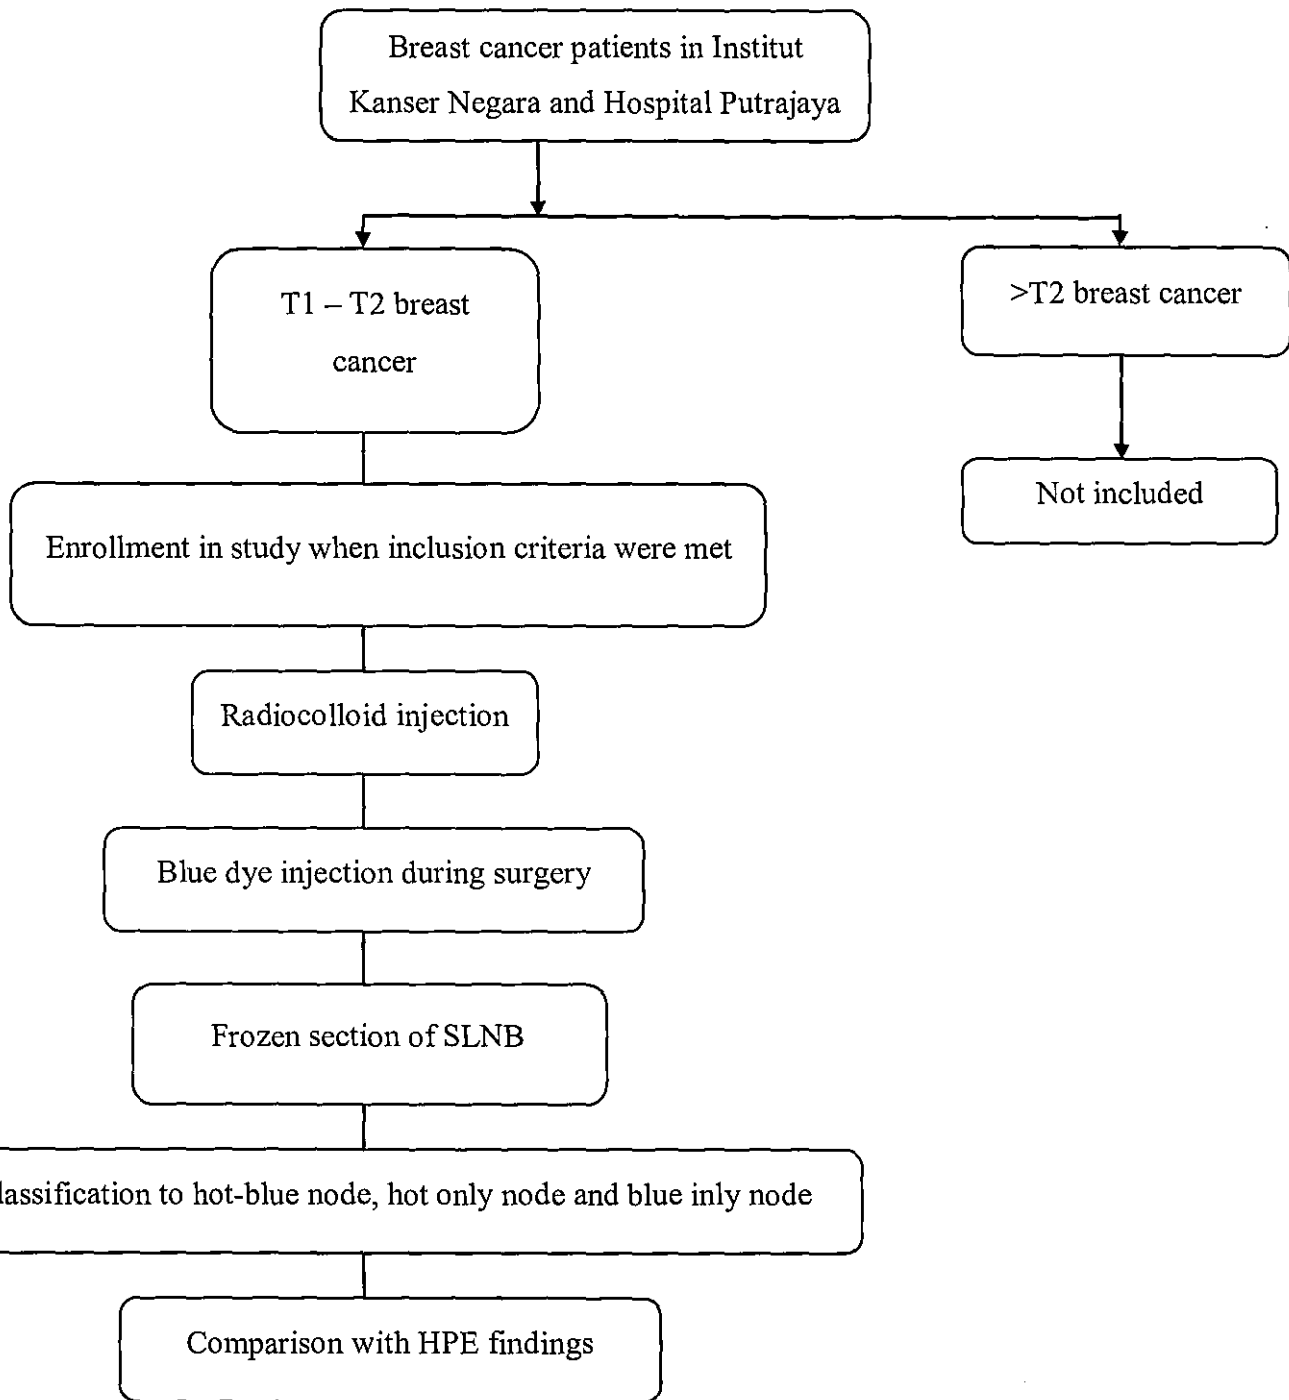 Breast cancer patients in Institut
Kanser Negara and Hospital Putrajaya
T1 – T2 breast
cancer
>T2 breast cancer
Not included
Enrollment in study when inclusion criteria were met
Radiocolloid injection
Blue dye injection during surgery
Frozen section of SLNB
lassification to hot-blue node, hot only node and blue inly node
Comparison with HPE findings